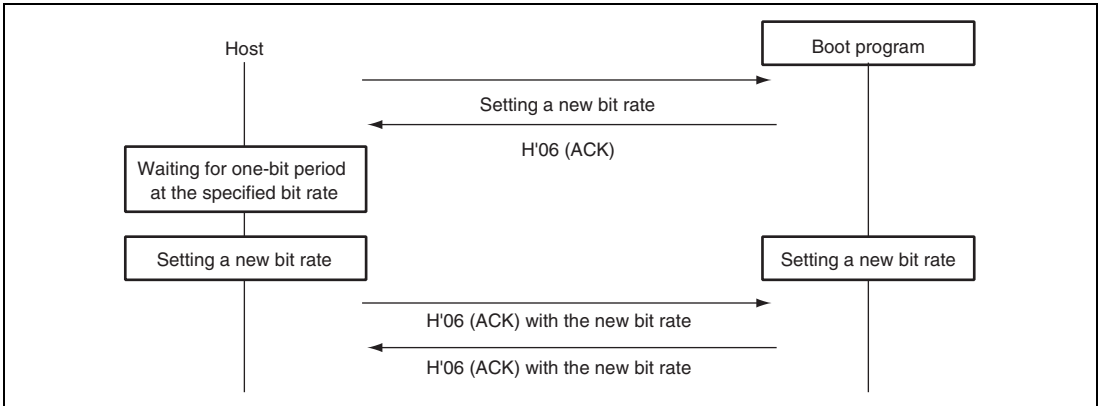 Host
Boot program
Setting a new bit rate
H'06 (ACK)
Waiting for one-bit period
at the specified bit rate
Setting a new bit rate
Setting a new bit rate
H'06 (ACK) with the new bit rate
H'06 (ACK) with the new bit rate